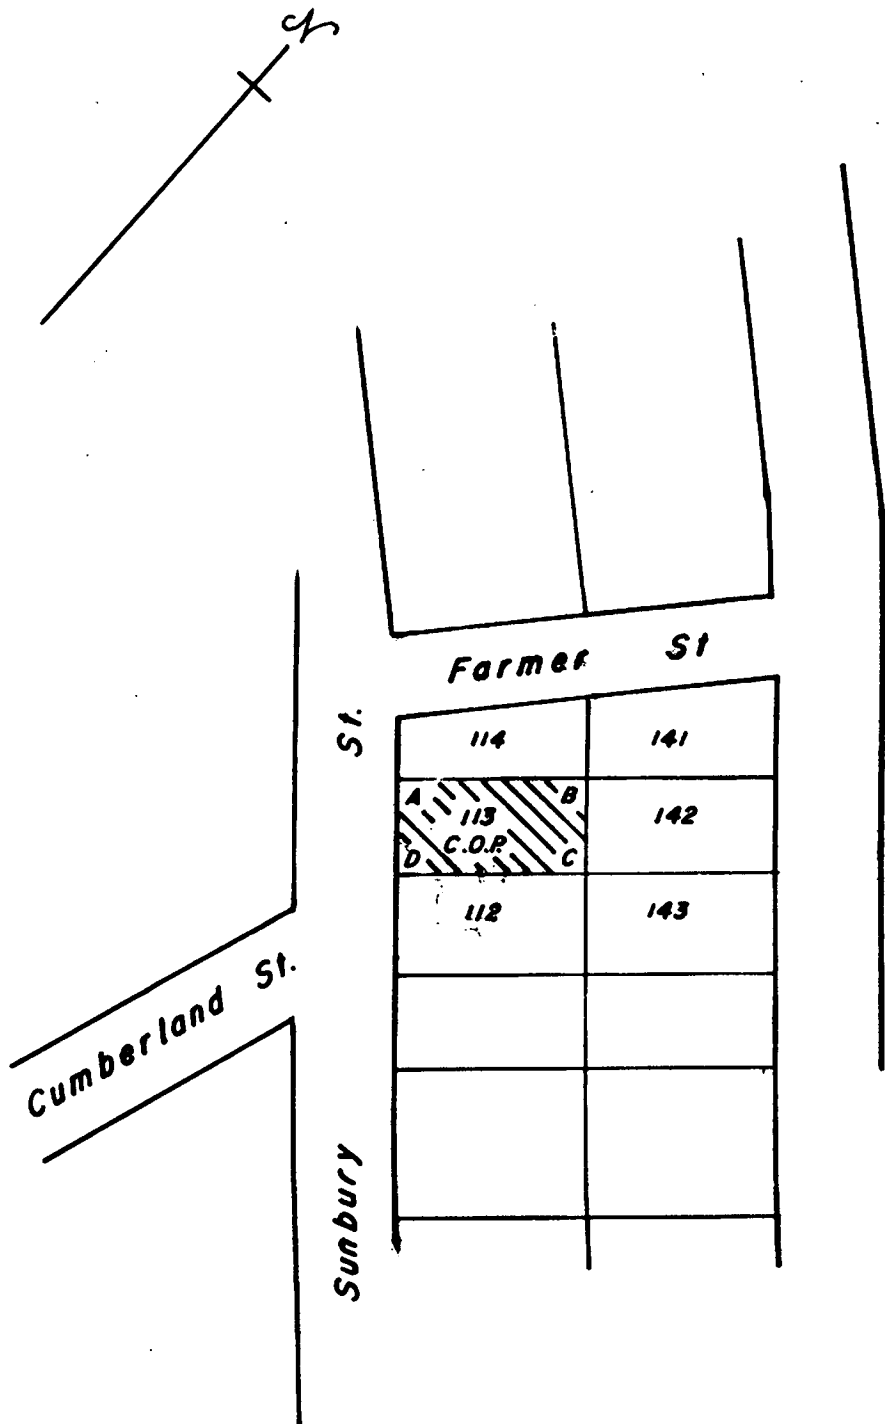 N
Farmer St
St.
114
141
A
B
113
142
C.O.P.
D
C
112
143
Cumberland St.
Sunbury